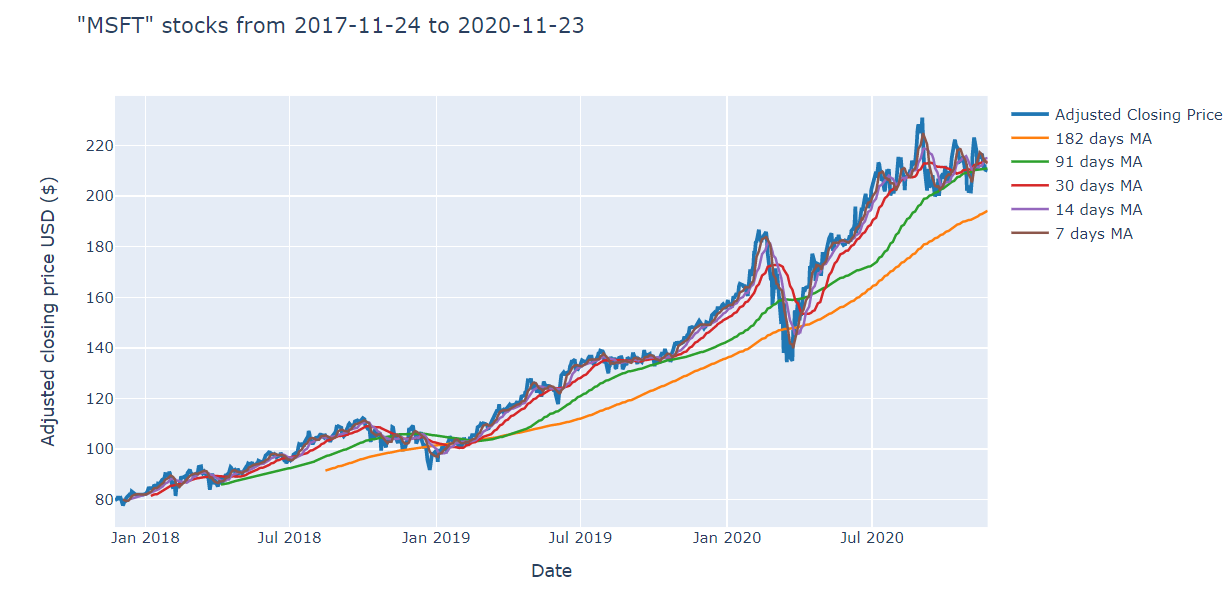 "MSFT" stocks from 2017-11-24 to 2020-11-23
Adjusted Closing Price
182 days MA
91 days MA
30 days MA
14 days MA
7 days MA
220
200
180
160
140
120
100
80
Adjusted closing price USD ($)
Jan 2018
Jul 2018
Jan 2019
Jul 2019
Jan 2020
Jul 2020
Date